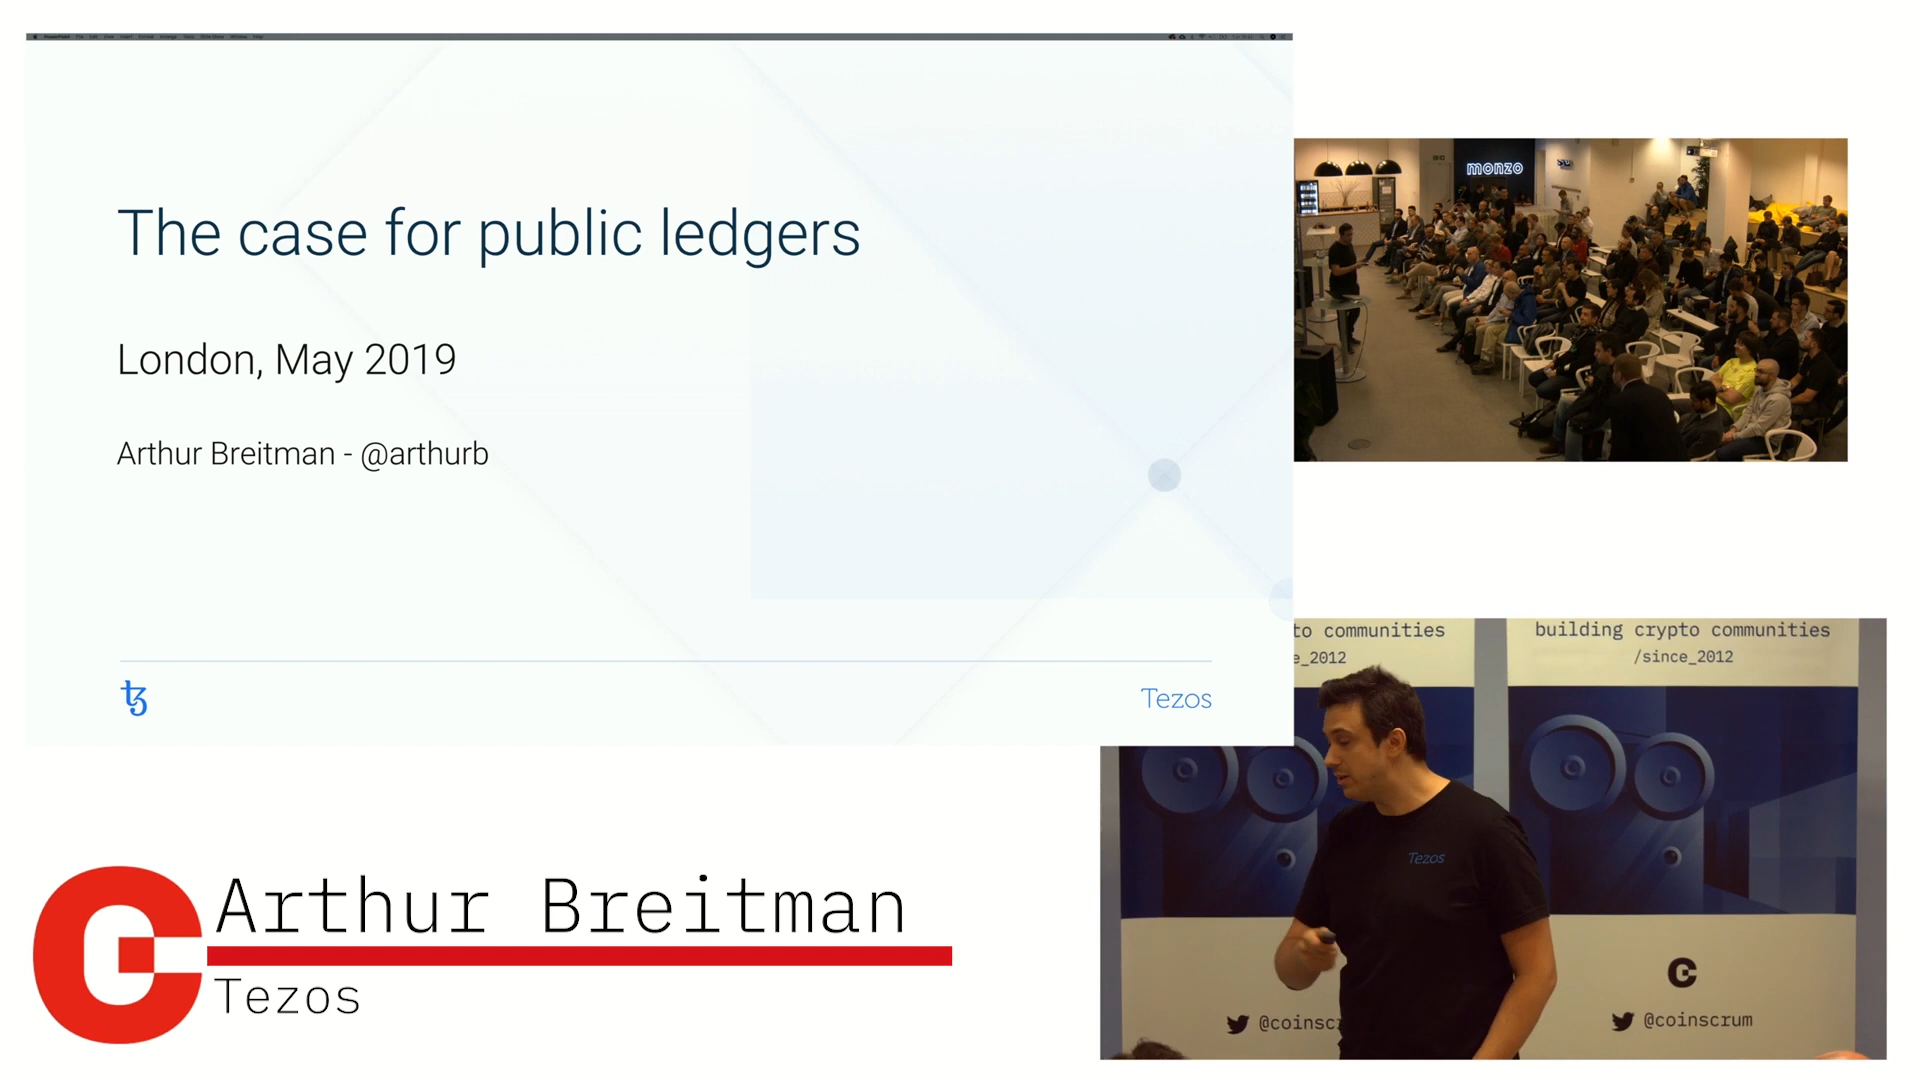 The case for public ledgers
London, May 2019
Arthur Breitman - @arthurb
Tezos
monzo
to communities
e_2012
building crypto communities
/since_2012
Tezos
@coinsc
@coinscrum
Arthur Breitman
Tezos